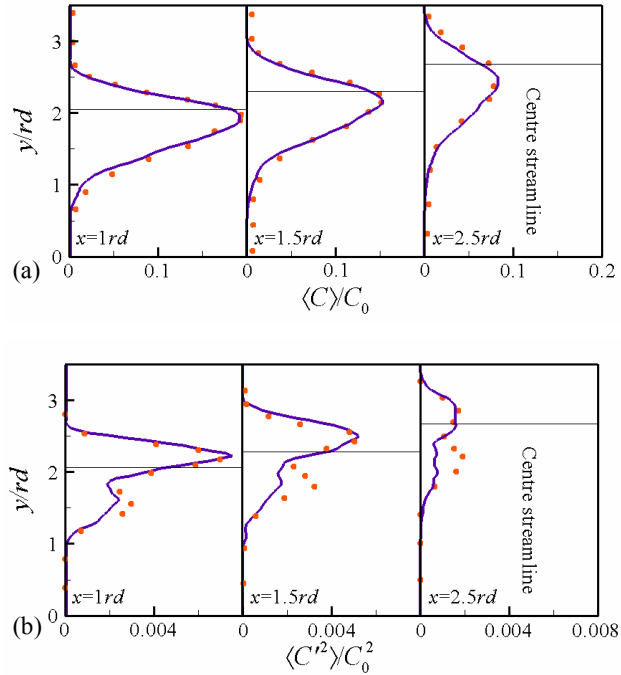 3
2
1
0
y/rd
x=1rd
x=1.5rd
x=2.5rd
Centre streamline
0
0.1
0
0.1
0
0.1
0.2
(a)
⟨C⟩/C₀
3
2
1
0
y/rd
x=1rd
x=1.5rd
x=2.5rd
Centre streamline
0
0.004
0
0.004
0
0.004
0.008
(b)
⟨C′²⟩/C₀²